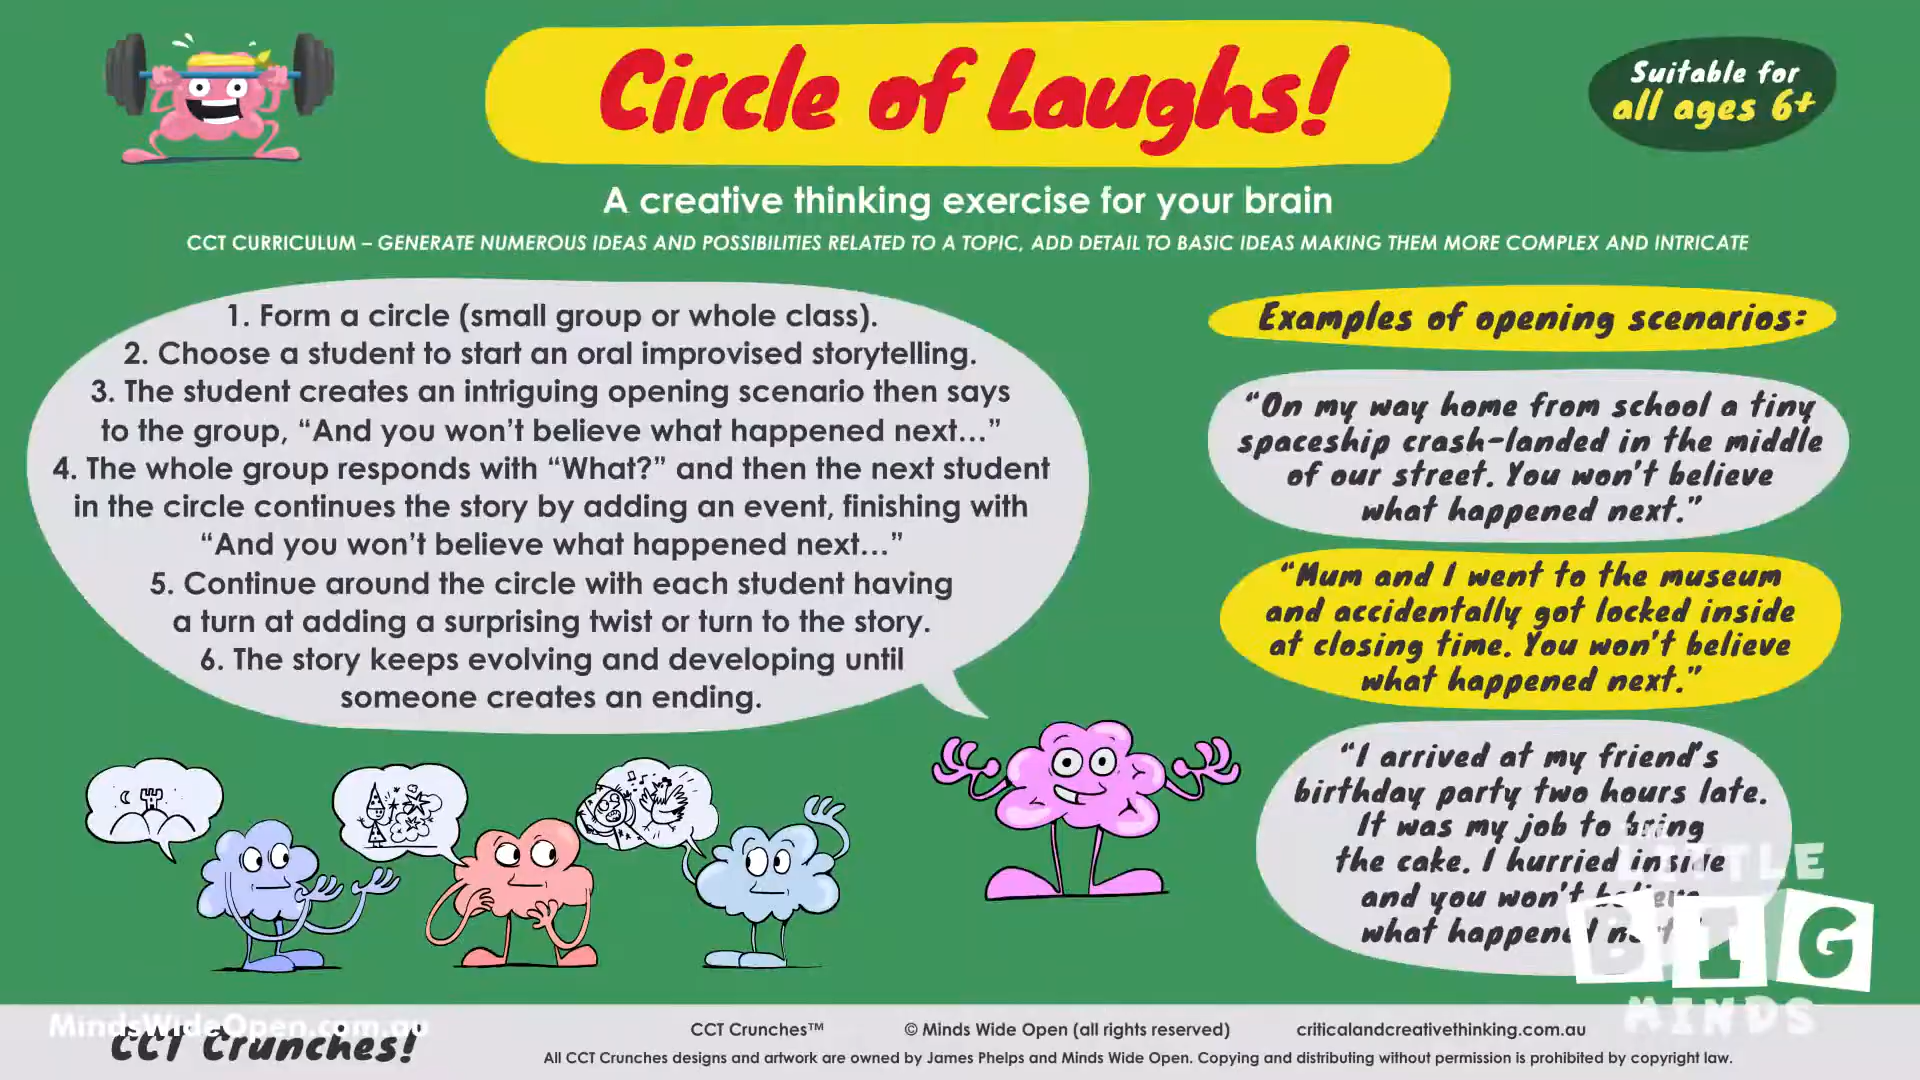 Circle of Laughs!
Suitable for
all ages 6+
A creative thinking exercise for your brain
CCT CURRICULUM – GENERATE NUMEROUS IDEAS AND POSSIBILITIES RELATED TO A TOPIC, ADD DETAIL TO BASIC IDEAS MAKING THEM MORE COMPLEX AND INTRICATE
1. Form a circle (small group or whole class).
2. Choose a student to start an oral improvised storytelling.
3. The student creates an intriguing opening scenario then says
to the group, “And you won’t believe what happened next...”
4. The whole group responds with “What?” and then the next student
in the circle continues the story by adding an event, finishing with
“And you won’t believe what happened next...”
5. Continue around the circle with each student having
a turn at adding a surprising twist or turn to the story.
6. The story keeps evolving and developing until
someone creates an ending.
Examples of opening scenarios:
“On my way home from school a tiny
spaceship crash-landed in the middle
of our street. You won’t believe
what happened next.”
“Mum and I went to the museum
and accidentally got locked inside
at closing time. You won’t believe
what happened next.”
“I arrived at my friend’s
birthday party two hours late.
It was my job to bring
the cake. I hurried inside
and you won’t believe
what happened next.”
LITTLE
BIG
MINDS
MindsWideOpen.com.au
CCT Crunches!
CCT Crunches™ © Minds Wide Open (all rights reserved) criticalandcreativethinking.com.au
All CCT Crunches designs and artwork are owned by James Phelps and Minds Wide Open. Copying and distributing without permission is prohibited by copyright law.